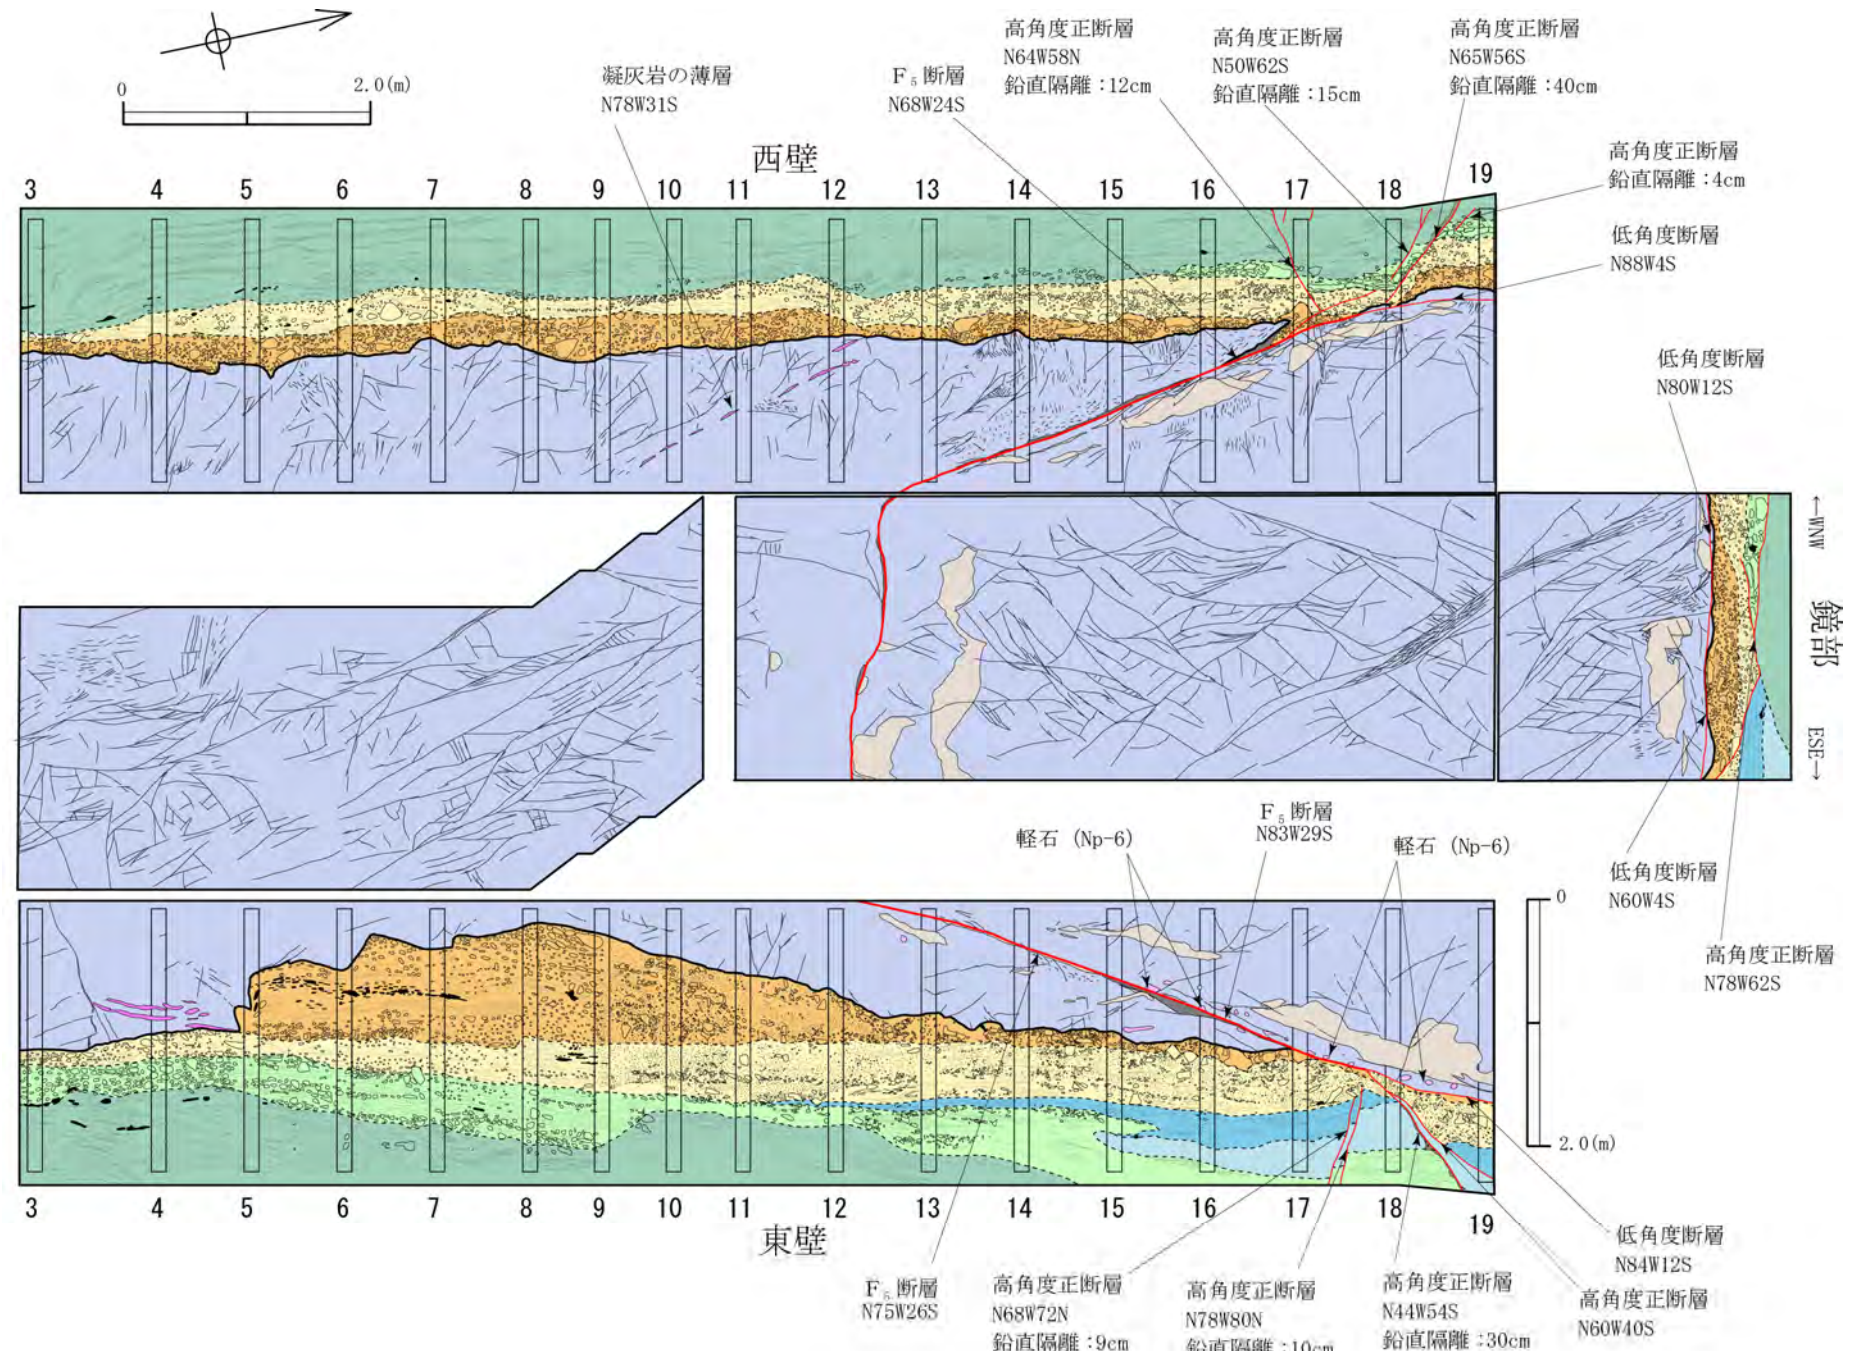 0
2.0(m)
凝灰岩の薄層
N78W31S
F₅断層
N68W24S
高角度正断層
N64W58N
鉛直隔離:12cm
高角度正断層
N50W62S
鉛直隔離:15cm
高角度正断層
N65W56S
鉛直隔離:40cm
高角度正断層
鉛直隔離:4cm
低角度断層
N88W4S
西壁
3 4 5 6 7 8 9 10 11 12 13 14 15 16 17 18 19
低角度断層
N80W12S
←WNW
鏡部
ESE→
低角度断層
N60W4S
高角度正断層
N78W62S
軽石 (Np-6)
F₅断層
N83W29S
軽石 (Np-6)
0
2.0(m)
3 4 5 6 7 8 9 10 11 12 13 14 15 16 17 18 19
東壁
F₅断層
N75W26S
高角度正断層
N68W72N
鉛直隔離:9cm
高角度正断層
N78W80N
鉛直隔離:10cm
高角度正断層
N44W54S
鉛直隔離:30cm
低角度断層
N84W12S
高角度正断層
N60W40S